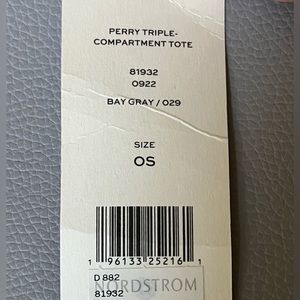 PERRY TRIPLE-
COMPARTMENT TOTE
81932
0922
BAY GRAY / 029
SIZE
OS
1 96133 25216 1
D 882
NORDSTROM
81932